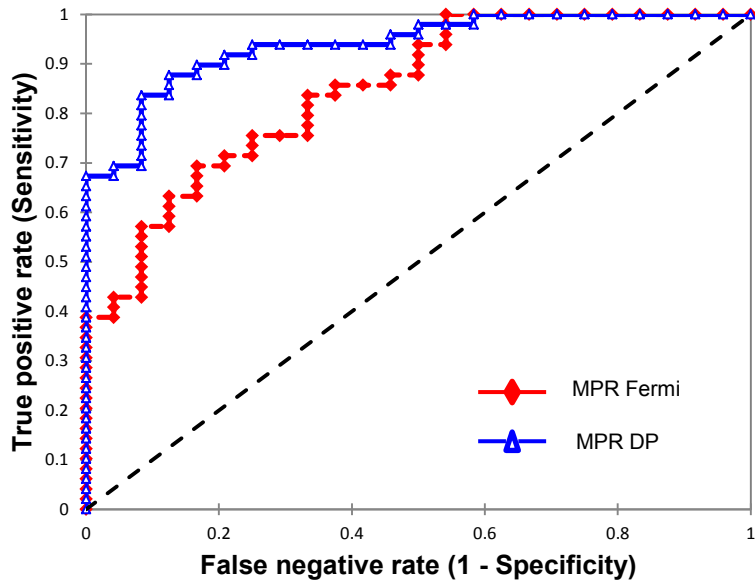 True positive rate (Sensitivity)
1
0.9
0.8
0.7
0.6
0.5
0.4
0.3
0.2
0.1
0
MPR Fermi
MPR DP
0 0.2 0.4 0.6 0.8 1
False negative rate (1 - Specificity)